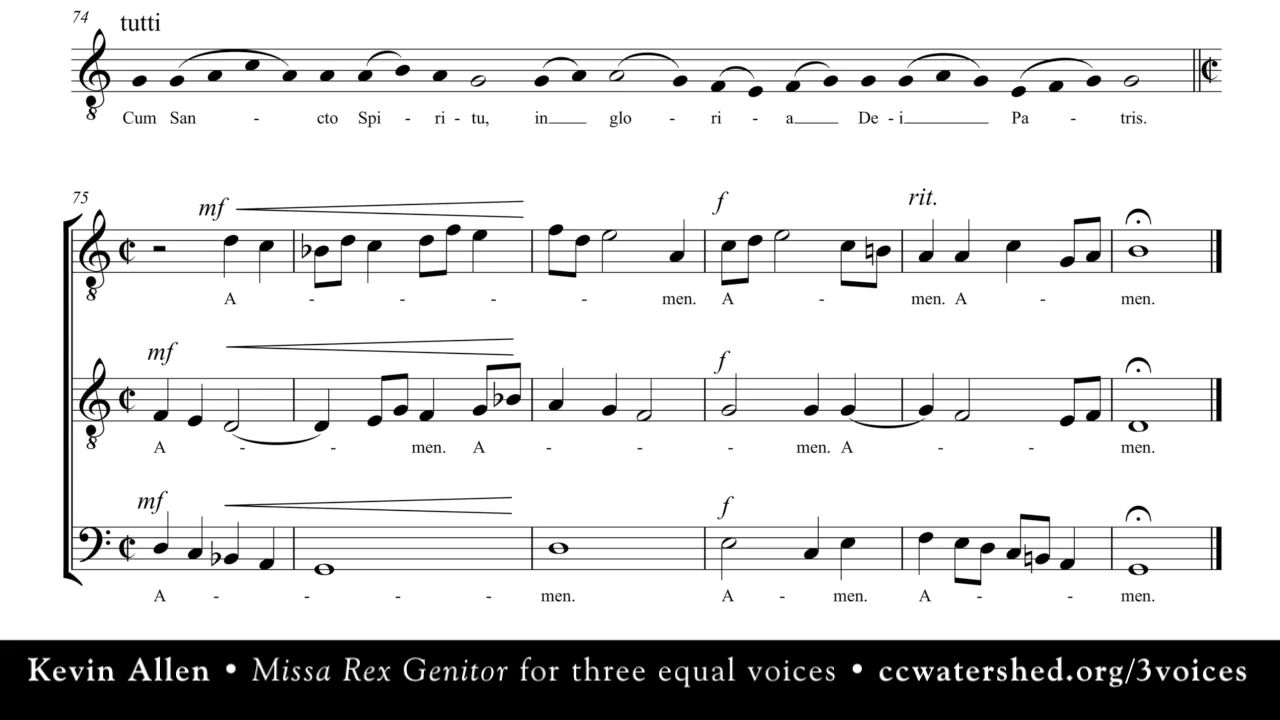 74 tutti
Cum San - cto Spi - ri - tu, in glo - ri - a De - i Pa - tris.
75 mf rit.
f
A - - - - men. A - men. A - men.
mf f
A - - men. A - - - men. A - - men.
mf f
A - - - - men. A - men. A - - men.
Kevin Allen • Missa Rex Genitor for three equal voices • ccwatershed.org/3voices